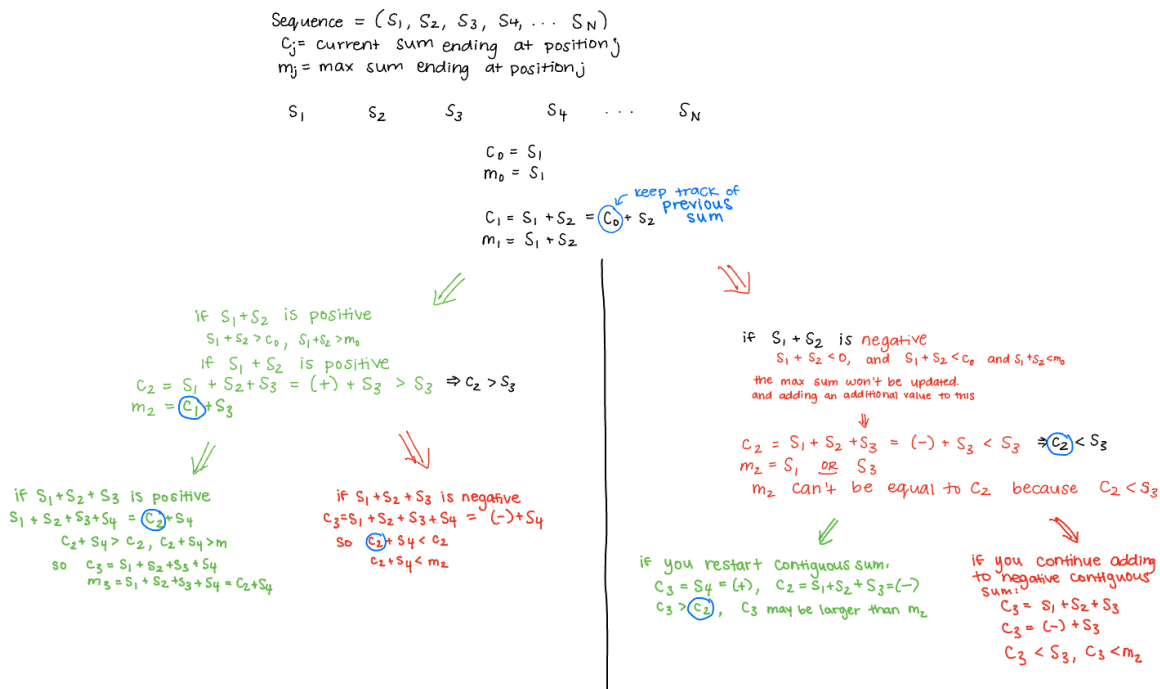 Sequence = (S1, S2, S3, S4, ... SN)
Cj = current sum ending at position j
mj = max sum ending at position j
S1 S2 S3 S4 ... SN
C0 = S1
m0 = S1
keep track of
previous
sum
C1 = S1 + S2 = C0 + S2
m1 = S1 + S2
if S1+S2 is positive
S1+S2 > C0, S1+S2 > m0
if S1 + S2 is positive
C2 = S1 + S2+S3 = (+) + S3 > S3 ⇒ C2 > S3
m2 = C1 + S3
if S1+S2+S3 is positive
S1+S2+S3+S4 = C2+S4
C2+S4 > C2, C2+S4 > m
so C3 = S1+S2+S3+S4
m3 = S1+S2+S3+S4 = C2+S4
if S1+S2+S3 is negative
C3=S1+S2+S3+S4 = (-)+S4
so C2+S4 < C2
C2+S4 < m2
if S1+S2 is negative
S1+S2 <0, and S1+S2 < C0 and S1+S2 < m0
the max sum won't be updated.
and adding an additional value to this
C2 = S1+S2+S3 = (-)+S3 < S3 ⇒ C2 < S3
m2 = S1 OR S3
m2 can't be equal to C2 because C2 < S3
if you restart contiguous sum:
C3 = S4 = (+), C2 = S1+S2+S3=(-)
C3 > C2, C3 may be larger than m2
if you continue adding
to negative contiguous
sum:
C3 = S1+S2+S3
C3 = (-)+S3
C3 < S3, C3 < m2